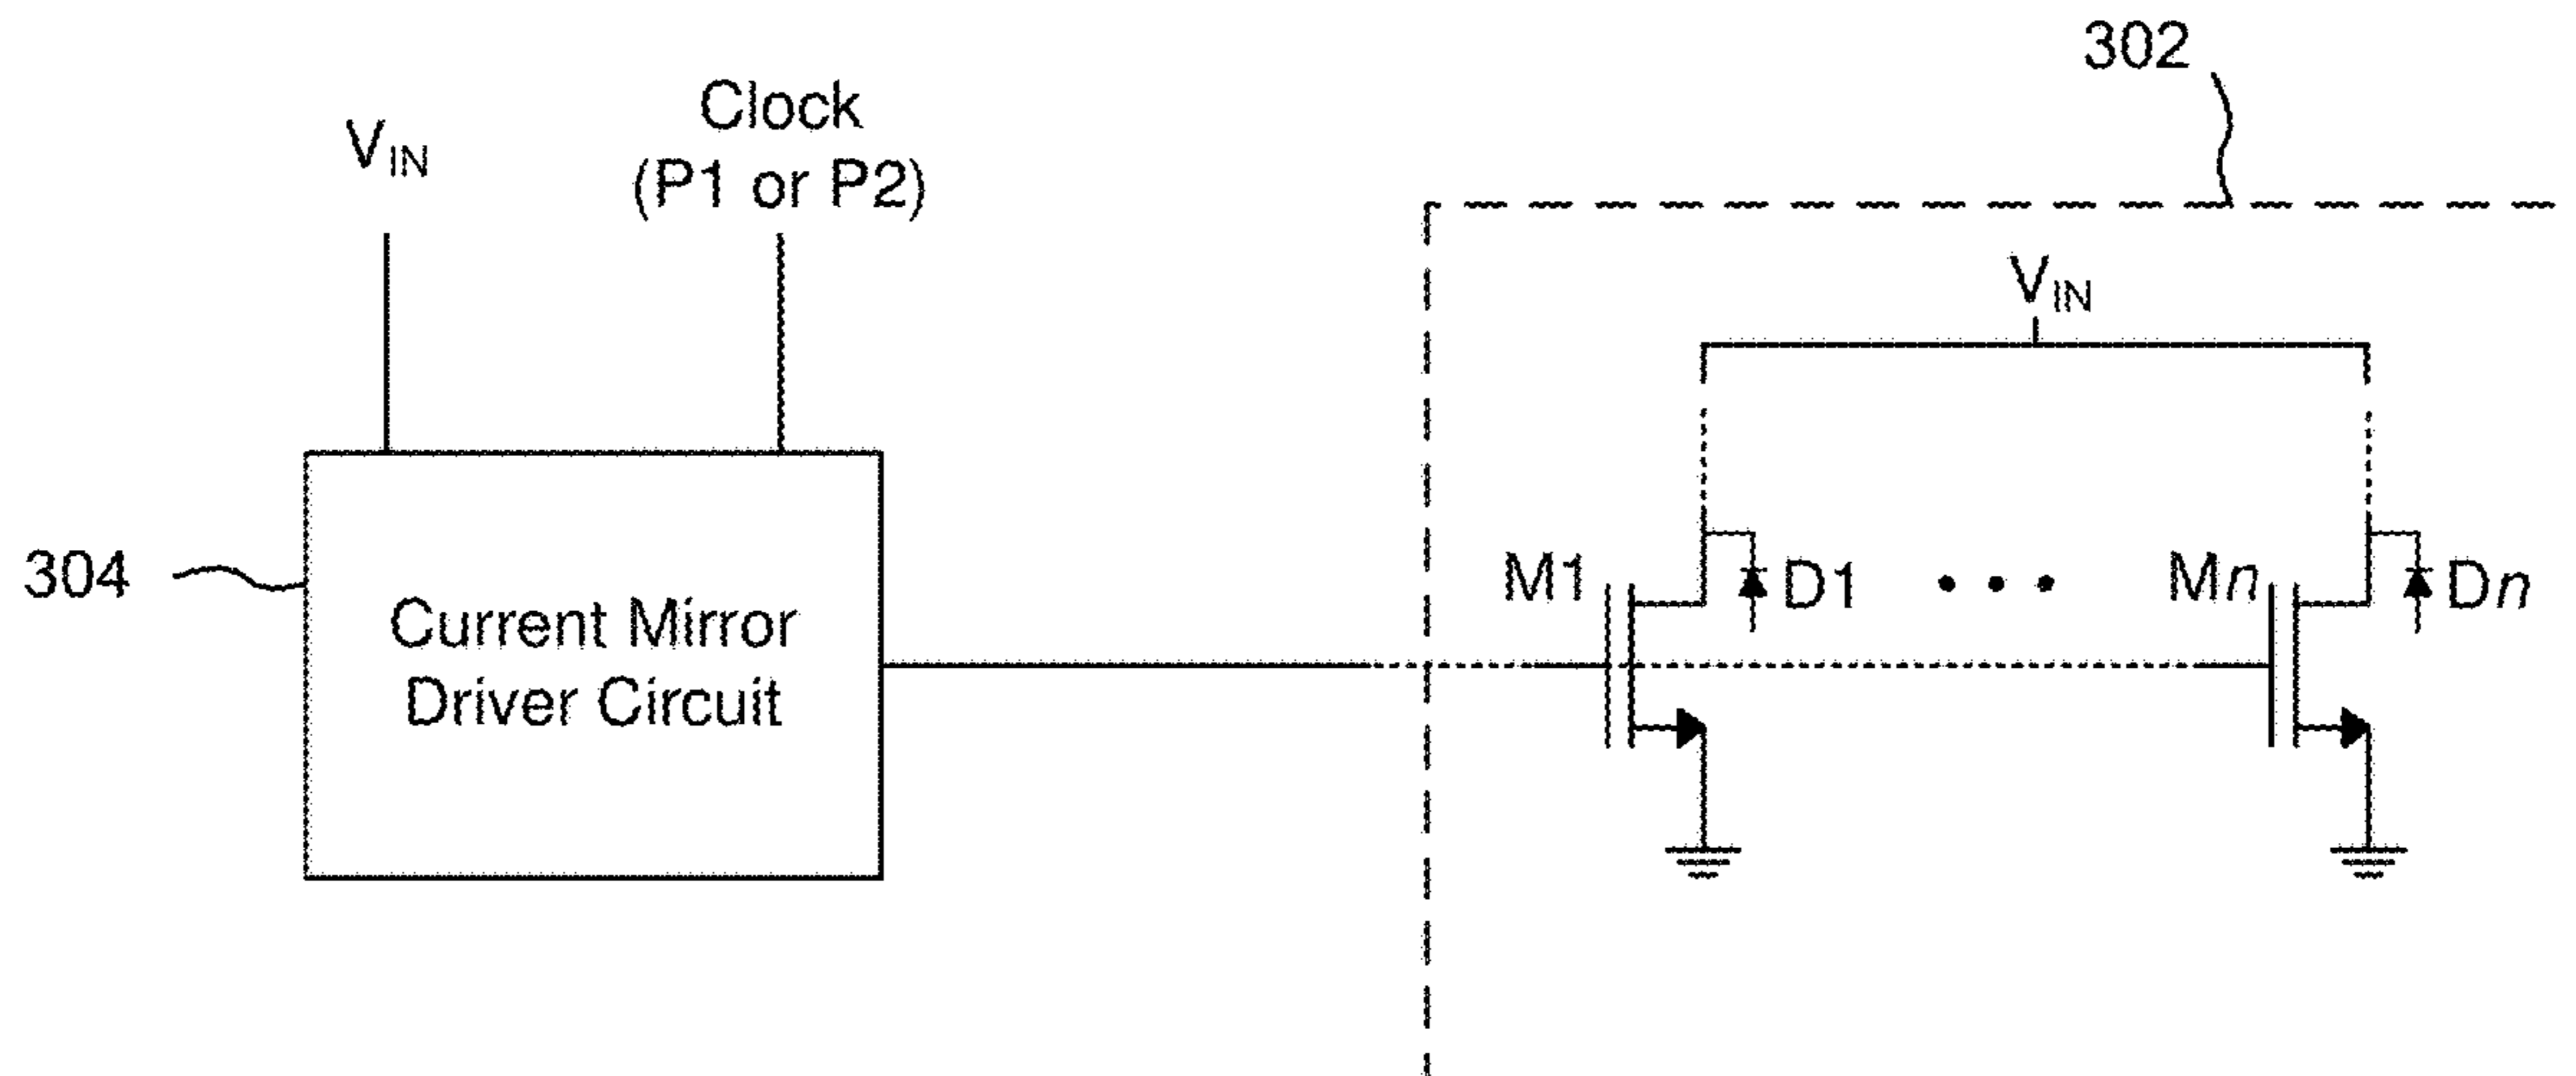 302
Clock
(P1 or P2)
VIN
VIN
304
Current Mirror
Driver Circuit
M1
D1
• • •
Mn
Dn